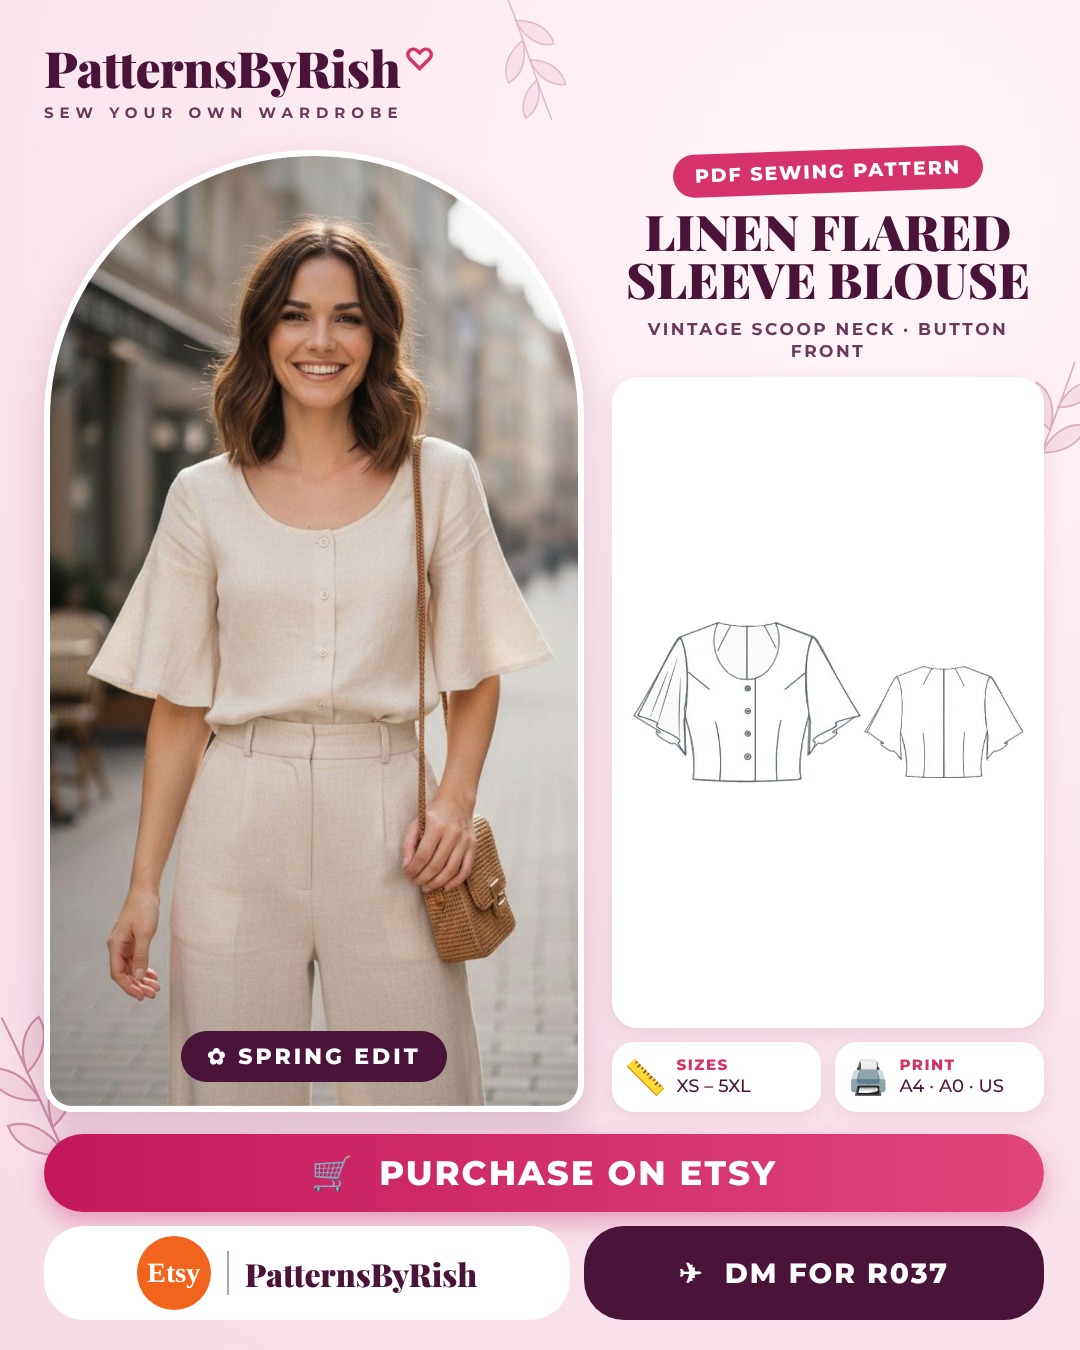 PatternsByRish
SEW YOUR OWN WARDROBE
PDF SEWING PATTERN
LINEN FLARED
SLEEVE BLOUSE
VINTAGE SCOOP NECK · BUTTON
FRONT
✿ SPRING EDIT
SIZES
XS – 5XL
PRINT
A4 · A0 · US
PURCHASE ON ETSY
Etsy
PatternsByRish
DM FOR R037